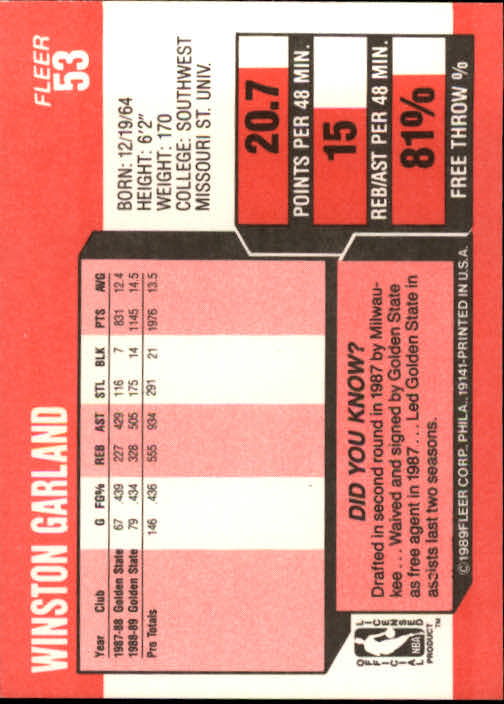 FLEER
53
WINSTON GARLAND
BORN: 12/19/64
HEIGHT: 6'2"
WEIGHT: 170
COLLEGE: SOUTHWEST
MISSOURI ST. UNIV.
Year Club G FG% REB AST STL BLK PTS AVG
1987-88 Golden State 67 .439 227 429 116 7 831 12.4
1988-89 Golden State 79 .434 328 505 175 14 1145 14.5
Pro Totals 146 .436 555 934 291 21 1976 13.5
20.7
POINTS PER 48 MIN.
15
REB/AST PER 48 MIN.
81%
FREE THROW %
DID YOU KNOW?
Drafted in second round in 1987 by Milwau-
kee... Waived and signed by Golden State
as free agent in 1987... Led Golden State in
assists last two seasons.
OFFICIAL
LICENSED
NBA
PRODUCT™
©1989 FLEER CORP., PHILA., 19141-PRINTED IN U.S.A.